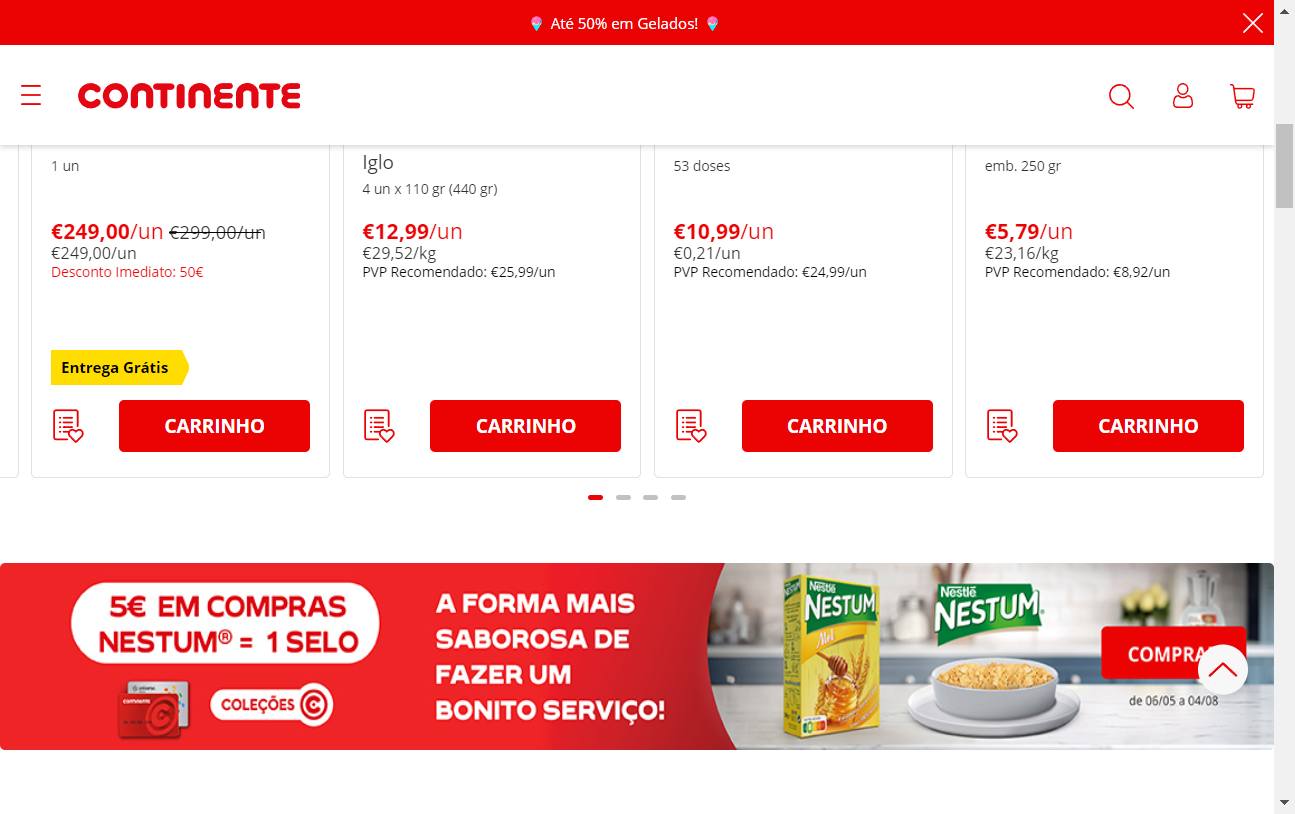 🍧 Até 50% em Gelados! 🍧
CONTINENTE
1 un
€249,00/un €299,00/un
€249,00/un
Desconto Imediato: 50€
Entrega Grátis
CARRINHO
Iglo
4 un x 110 gr (440 gr)
€12,99/un
€29,52/kg
PVP Recomendado: €25,99/un
CARRINHO
53 doses
€10,99/un
€0,21/un
PVP Recomendado: €24,99/un
CARRINHO
emb. 250 gr
€5,79/un
€23,16/kg
PVP Recomendado: €8,92/un
CARRINHO
5€ EM COMPRAS
NESTUM® = 1 SELO
CONTINENTE
COLEÇÕES
A FORMA MAIS
SABOROSA DE
FAZER UM
BONITO SERVIÇO!
Nestlé
NESTUM
Mel
Nestlé
NESTUM®
COMPRA
de 06/05 a 04/08